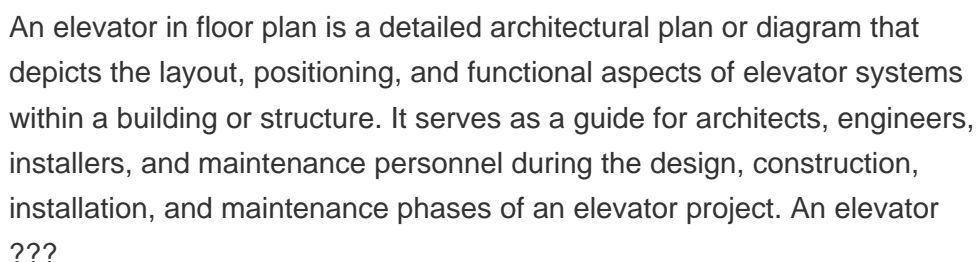 An elevator in floor plan is a detailed architectural plan or diagram that
depicts the layout, positioning, and functional aspects of elevator systems
within a building or structure. It serves as a guide for architects, engineers,
installers, and maintenance personnel during the design, construction,
installation, and maintenance phases of an elevator project. An elevator
???